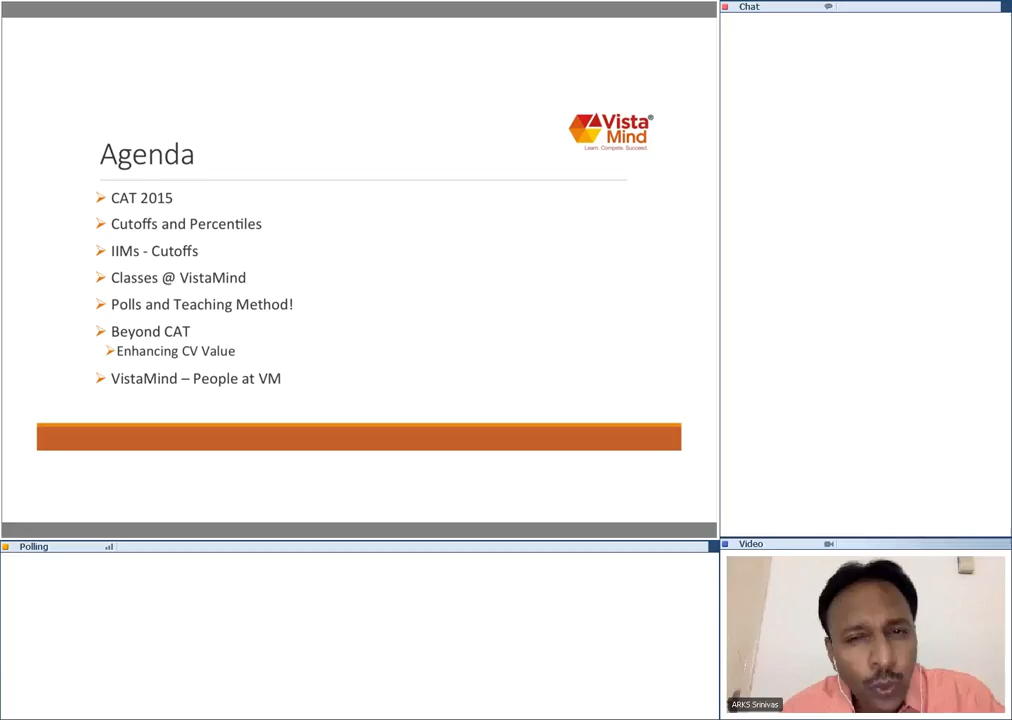 Chat
Vista®
Mind
Learn. Compete. Succeed.
Agenda
CAT 2015
Cutoffs and Percentiles
IIMs - Cutoffs
Classes @ VistaMind
Polls and Teaching Method!
Beyond CAT
Enhancing CV Value
VistaMind – People at VM
Polling
Video
ARKS Srinivas